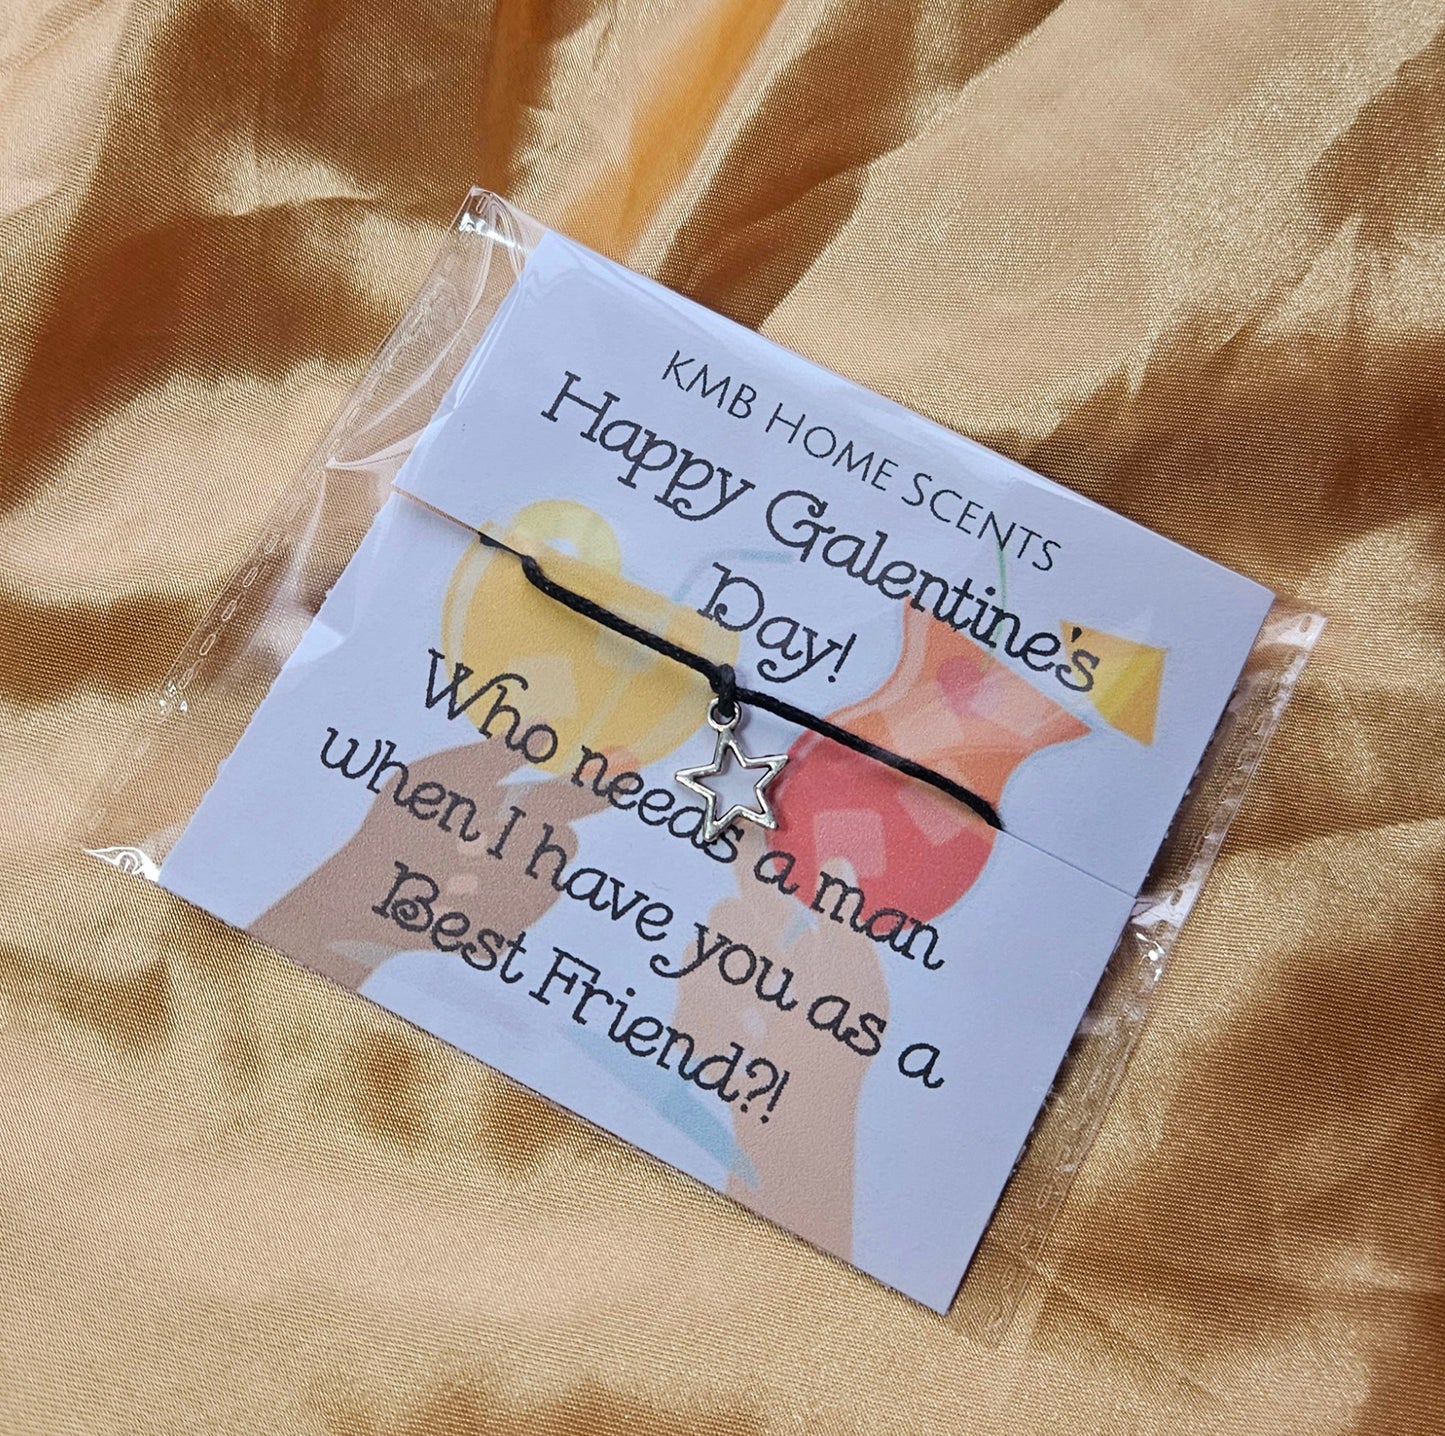 KMB HOME SCENTS
Happy Galentine's
Day!
Who needs a man
when I have you as a
Best Friend?!